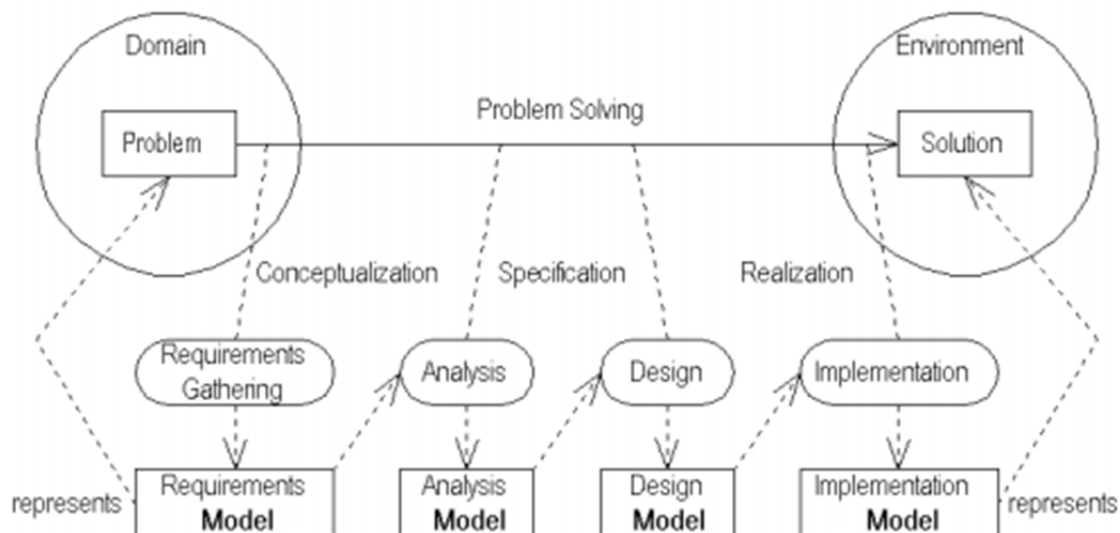 Domain
Environment
Problem Solving
Problem
Solution
Conceptualization
Specification
Realization
Requirements
Gathering
Analysis
Design
Implementation
represents
Requirements
Model
Analysis
Model
Design
Model
Implementation
Model
represents